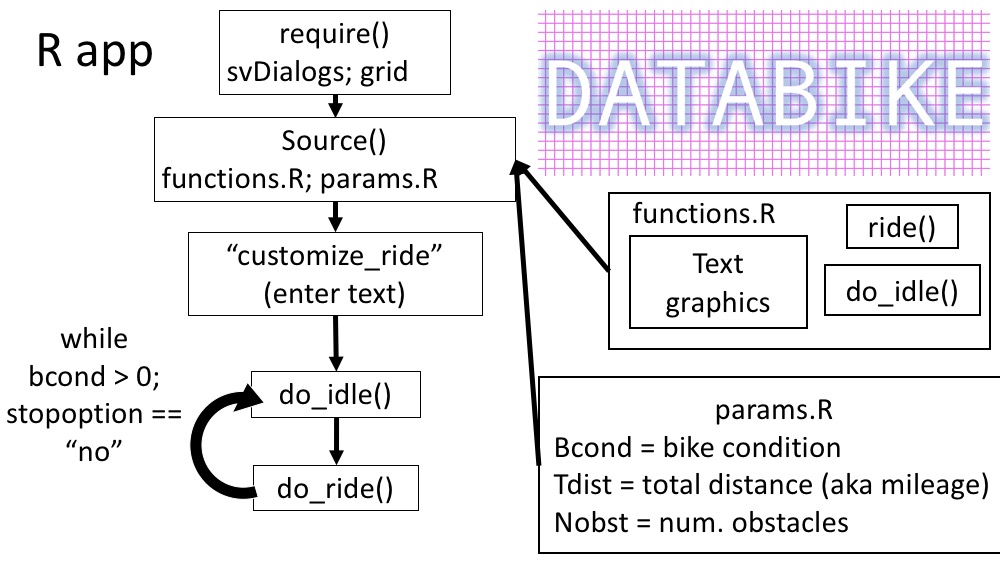 R app
require()
svDialogs; grid
DATABIKE
Source()
functions.R; params.R
“customize_ride”
(enter text)
while
bcond > 0;
stopoption ==
“no”
do_idle()
do_ride()
functions.R
Text
graphics
ride()
do_idle()
params.R
Bcond = bike condition
Tdist = total distance (aka mileage)
Nobst = num. obstacles